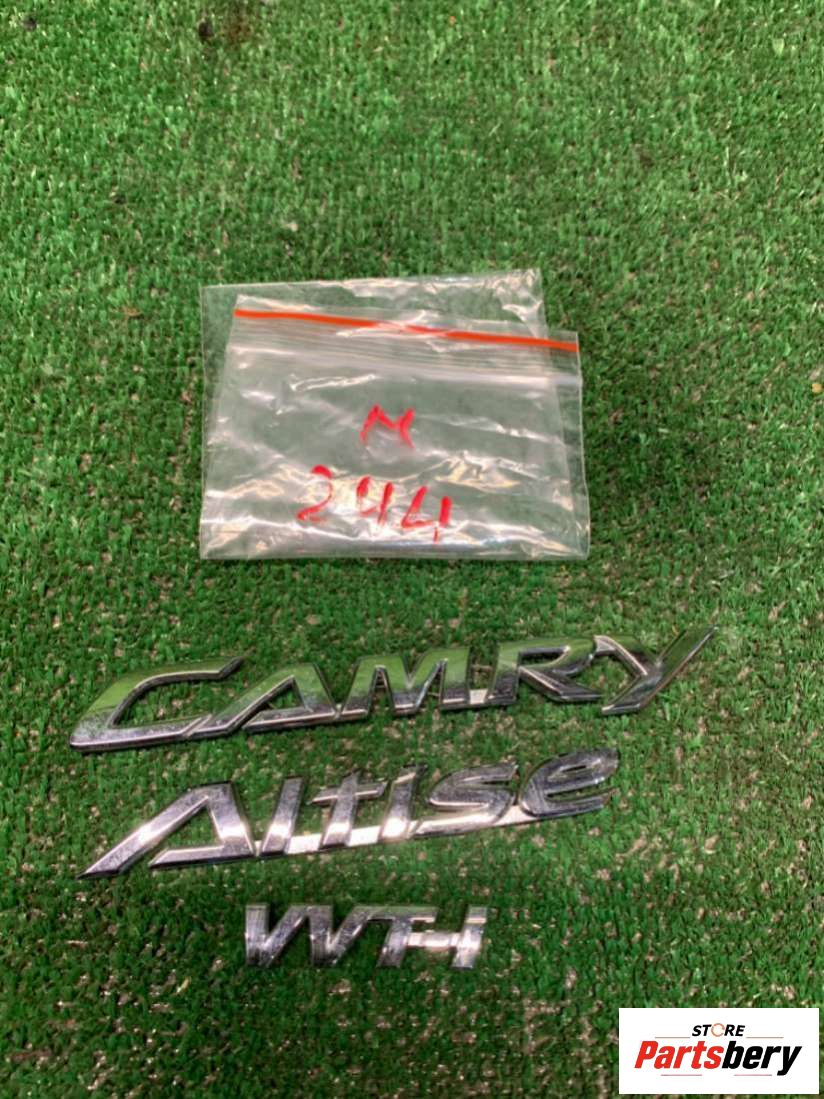 M
244
CAMRY
Altise
VVT-i
STORE
Partsbery